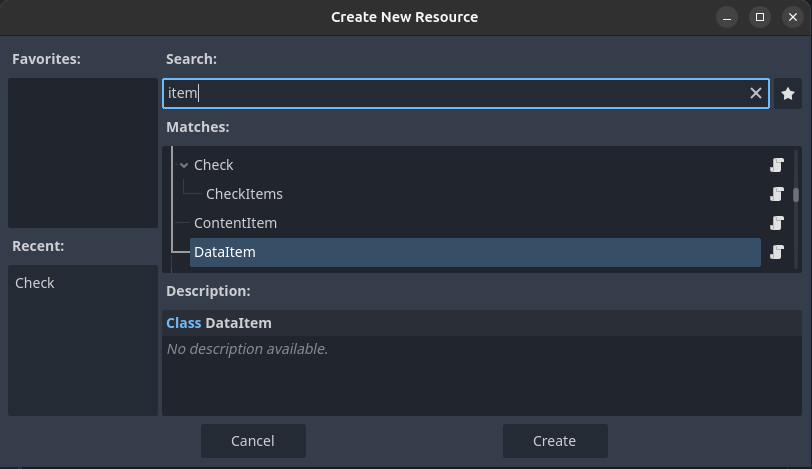 Create New Resource
Favorites:
Search:
item
Matches:
Check
CheckItems
ContentItem
DataItem
Recent:
Check
Description:
Class DataItem
No description available.
Cancel
Create